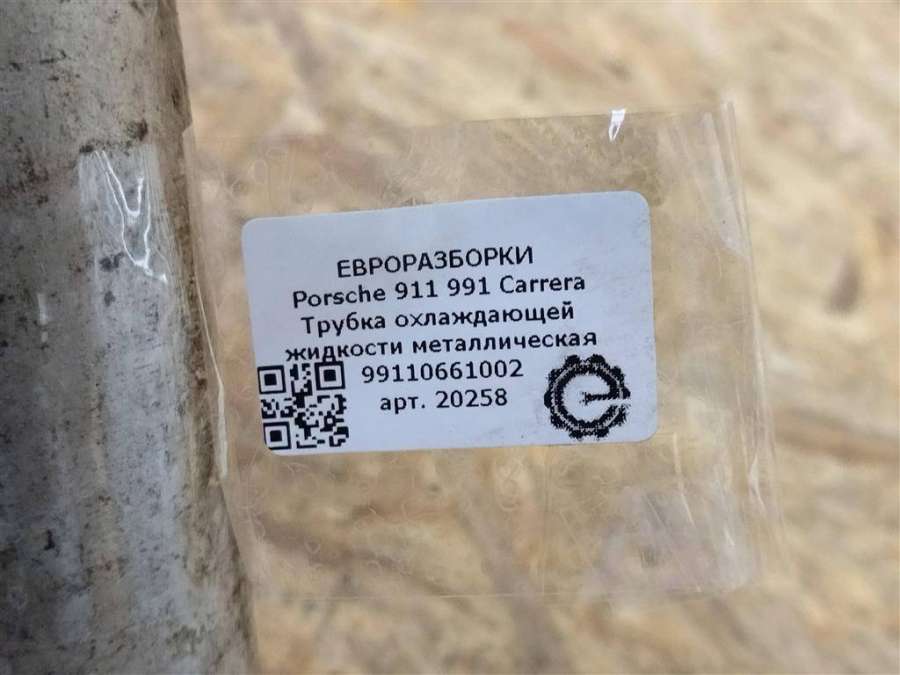 ЕВРОРАЗБОРКИ
Porsche 911 991 Carrera
Трубка охлаждающей
жидкости металлическая
99110661002
арт. 20258